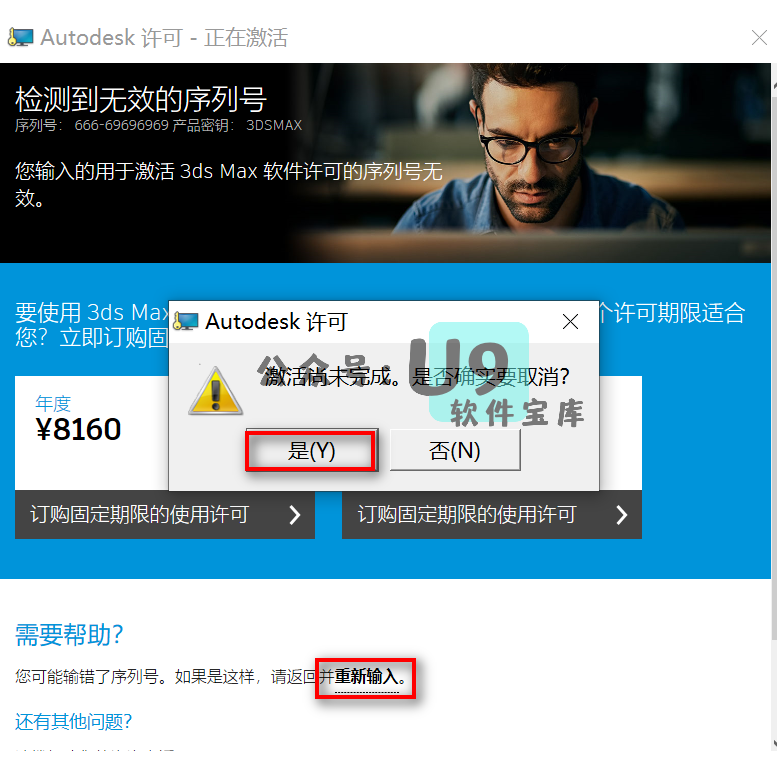 Autodesk 许可 - 正在激活
检测到无效的序列号
序列号： 666-69696969 产品密钥： 3DSMAX
您输入的用于激活 3ds Max 软件许可的序列号无
效。
要使用 3ds Max
个许可期限适合
您？立即订购固
Autodesk 许可
公众号
U9
软件宝库
激活尚未完成。是否确实要取消?
是(Y)
否(N)
年度
¥8160
订购固定期限的使用许可
订购固定期限的使用许可
需要帮助？
您可能输错了序列号。如果是这样，请返回并重新输入。
还有其他问题？